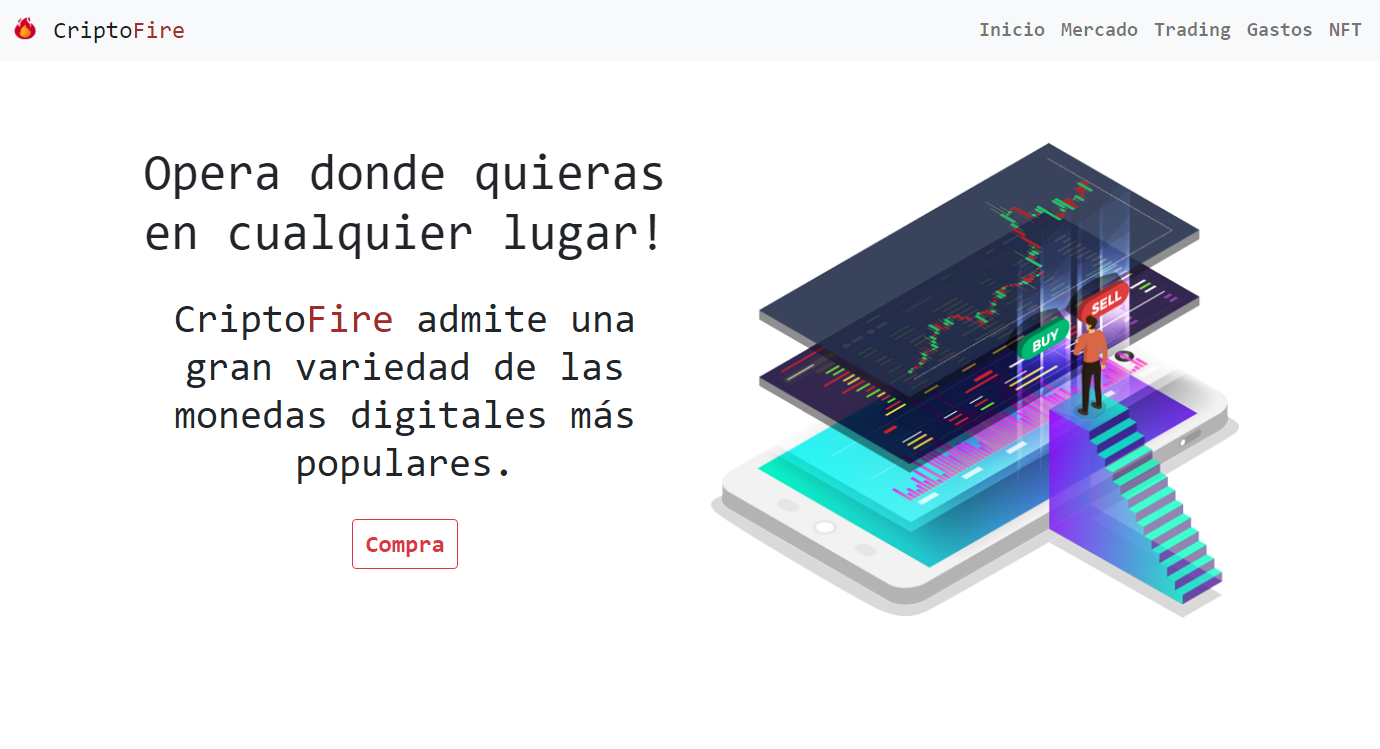 CriptoFire
Inicio Mercado Trading Gastos NFT
Opera donde quieras
en cualquier lugar!
CriptoFire admite una
gran variedad de las
monedas digitales más
populares.
Compra
SELL
BUY